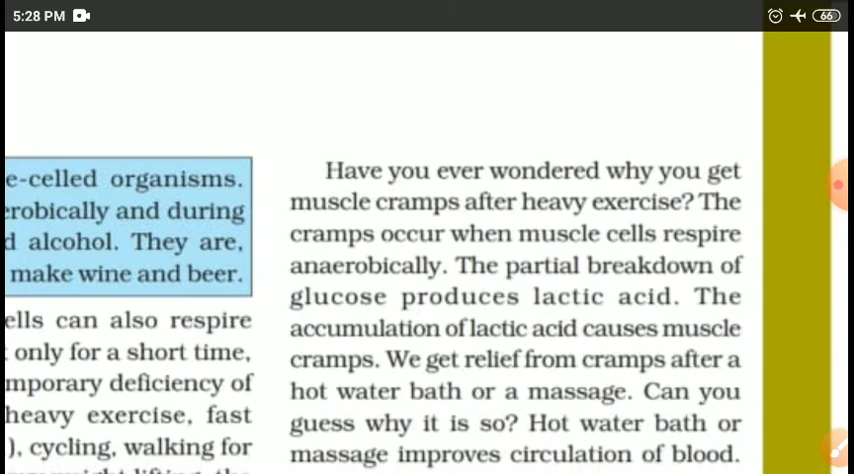 5:28 PM
66
e-celled organisms.
erobically and during
d alcohol. They are,
make wine and beer.
ells can also respire
only for a short time,
mporary deficiency of
heavy exercise, fast
), cycling, walking for
Have you ever wondered why you get
muscle cramps after heavy exercise? The
cramps occur when muscle cells respire
anaerobically. The partial breakdown of
glucose produces lactic acid. The
accumulation of lactic acid causes muscle
cramps. We get relief from cramps after a
hot water bath or a massage. Can you
guess why it is so? Hot water bath or
massage improves circulation of blood.